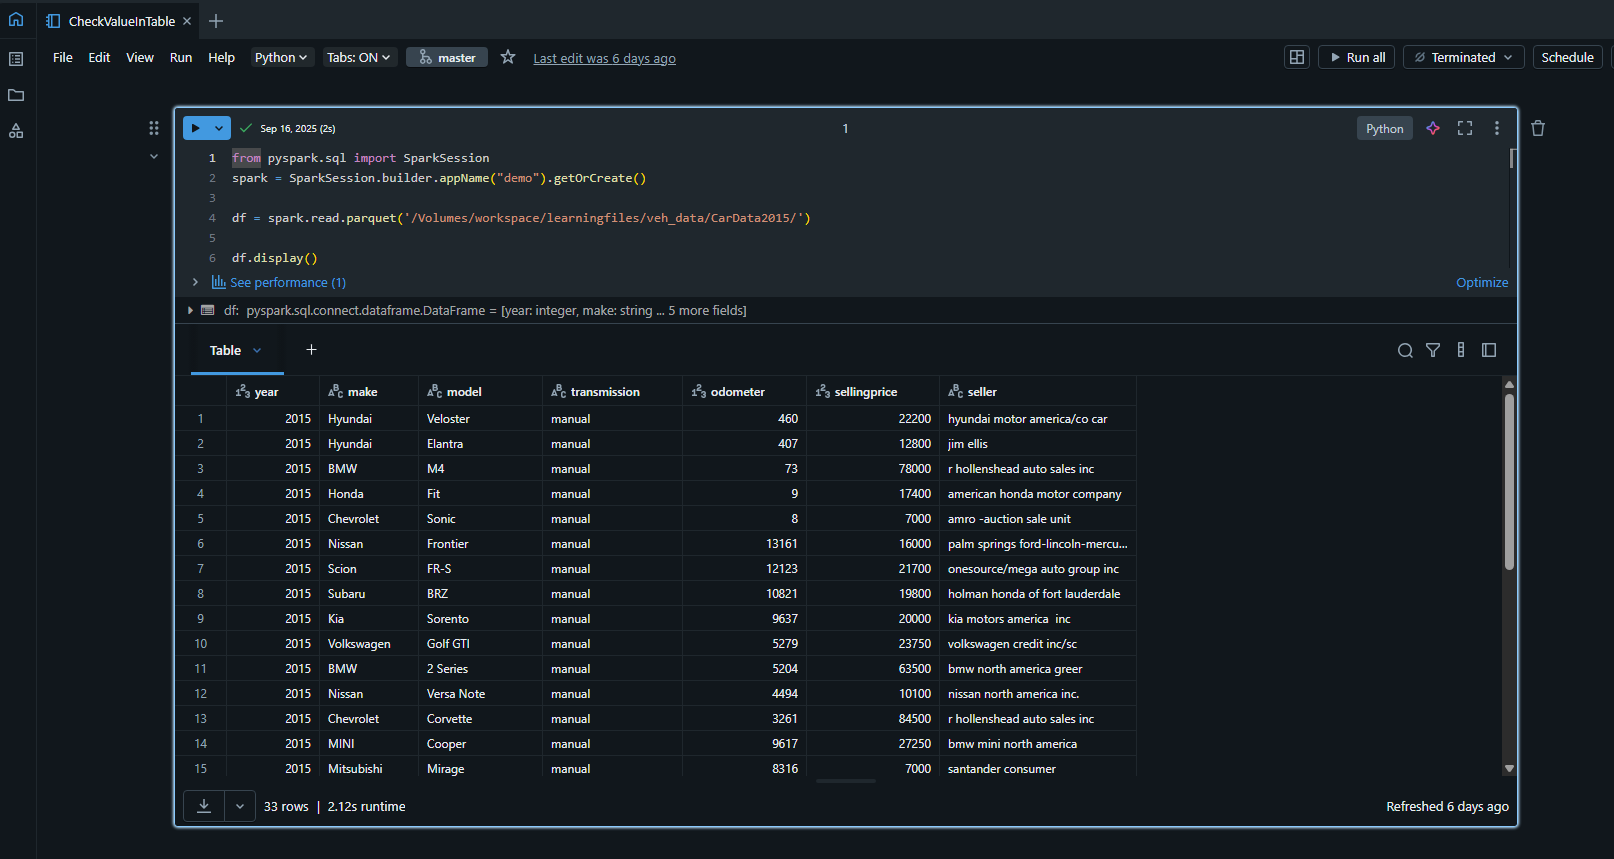 CheckValueInTable
File Edit View Run Help Python Tabs: ON master Last edit was 6 days ago Run all Terminated Schedule
Sep 16, 2025 (2s) 1 Python
1 from pyspark.sql import SparkSession
2 spark = SparkSession.builder.appName("demo").getOrCreate()
3
4 df = spark.read.parquet('/Volumes/workspace/learningfiles/veh_data/CarData2015/')
5
6 df.display()
See performance (1) Optimize
df: pyspark.sql.connect.dataframe.DataFrame = [year: integer, make: string ... 5 more fields]
Table
year make model transmission odometer sellingprice seller
1 2015 Hyundai Veloster manual 460 22200 hyundai motor america/co car
2 2015 Hyundai Elantra manual 407 12800 jim ellis
3 2015 BMW M4 manual 73 78000 r hollenshead auto sales inc
4 2015 Honda Fit manual 9 17400 american honda motor company
5 2015 Chevrolet Sonic manual 8 7000 amro -auction sale unit
6 2015 Nissan Frontier manual 13161 16000 palm springs ford-lincoln-mercu...
7 2015 Scion FR-S manual 12123 21700 onesource/mega auto group inc
8 2015 Subaru BRZ manual 10821 19800 holman honda of fort lauderdale
9 2015 Kia Sorento manual 9637 20000 kia motors america  inc
10 2015 Volkswagen Golf GTI manual 5279 23750 volkswagen credit inc/sc
11 2015 BMW 2 Series manual 5204 63500 bmw north america greer
12 2015 Nissan Versa Note manual 4494 10100 nissan north america inc.
13 2015 Chevrolet Corvette manual 3261 84500 r hollenshead auto sales inc
14 2015 MINI Cooper manual 9617 27250 bmw mini north america
15 2015 Mitsubishi Mirage manual 8316 7000 santander consumer
33 rows | 2.12s runtime Refreshed 6 days ago